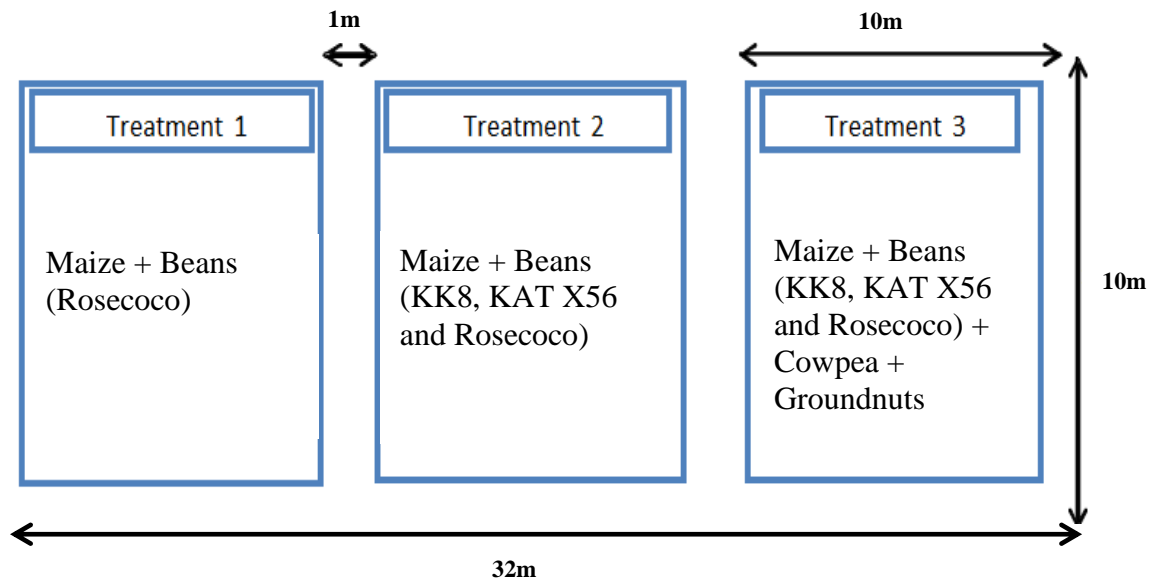 1m
10m
Treatment 1
Treatment 2
Treatment 3
Maize + Beans
(Rosecoco)
Maize + Beans
(KK8, KAT X56
and Rosecoco)
Maize + Beans
(KK8, KAT X56
and Rosecoco) +
Cowpea +
Groundnuts
10m
32m